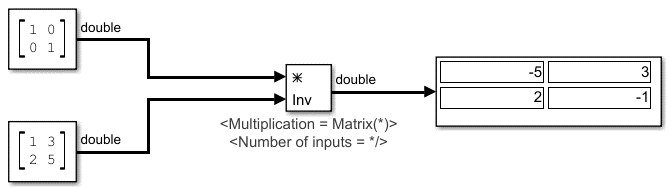 1 0
0 1
double
*
Inv
double
-5 3
2 -1
<Multiplication = Matrix(*)>
<Number of inputs = */>
1 3
2 5
double